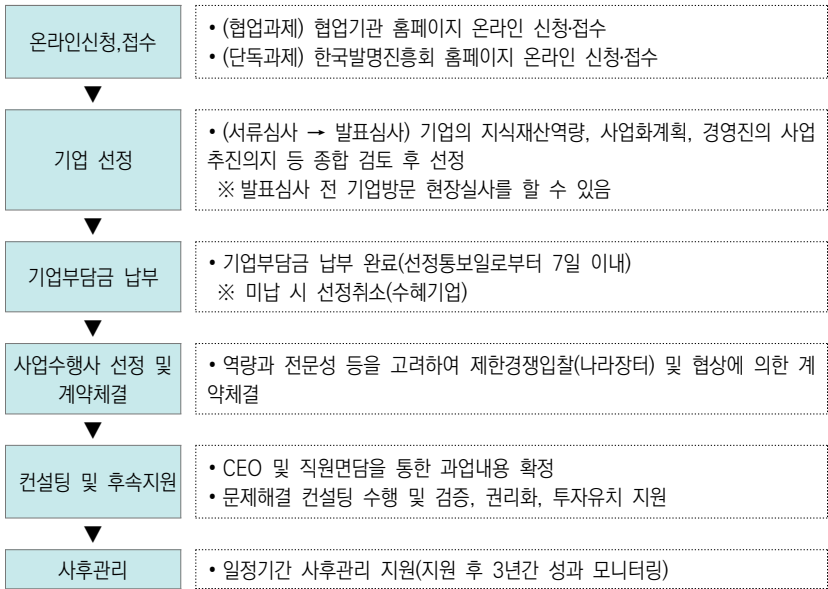 온라인신청,접수
• (협업과제) 협업기관 홈페이지 온라인 신청·접수
• (단독과제) 한국발명진흥회 홈페이지 온라인 신청·접수
▼
기업 선정
• (서류심사 → 발표심사) 기업의 지식재산역량, 사업화계획, 경영진의 사업
추진의지 등 종합 검토 후 선정
※ 발표심사 전 기업방문 현장실사를 할 수 있음
▼
기업부담금 납부
• 기업부담금 납부 완료(선정통보일로부터 7일 이내)
※ 미납 시 선정취소(수혜기업)
▼
사업수행사 선정 및
계약체결
• 역량과 전문성 등을 고려하여 제한경쟁입찰(나라장터) 및 협상에 의한 계
약체결
▼
컨설팅 및 후속지원
• CEO 및 직원면담을 통한 과업내용 확정
• 문제해결 컨설팅 수행 및 검증, 권리화, 투자유치 지원
▼
사후관리
• 일정기간 사후관리 지원(지원 후 3년간 성과 모니터링)